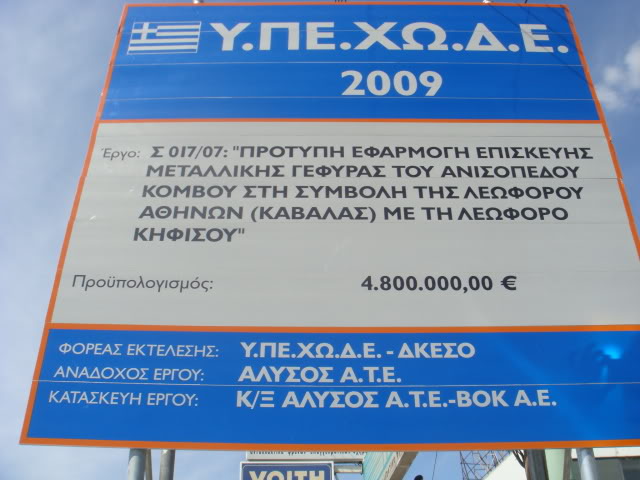 Υ.ΠΕ.ΧΩ.Δ.Ε.
2009
Έργο: Σ 017/07: "ΠΡΟΤΥΠΗ ΕΦΑΡΜΟΓΗ ΕΠΙΣΚΕΥΗΣ
ΜΕΤΑΛΛΙΚΗΣ ΓΕΦΥΡΑΣ ΤΟΥ ΑΝΙΣΟΠΕΔΟΥ
ΚΟΜΒΟΥ ΣΤΗ ΣΥΜΒΟΛΗ ΤΗΣ ΛΕΩΦΟΡΟΥ
ΑΘΗΝΩΝ (ΚΑΒΑΛΑΣ) ΜΕ ΤΗ ΛΕΩΦΟΡΟ
ΚΗΦΙΣΟΥ"
Προϋπολογισμός: 4.800.000,00 €
ΦΟΡΕΑΣ ΕΚΤΕΛΕΣΗΣ: Υ.ΠΕ.ΧΩ.Δ.Ε. - ΔΚΕΣΟ
ΑΝΑΔΟΧΟΣ ΕΡΓΟΥ: ΑΛΥΣΟΣ Α.Τ.Ε.
ΚΑΤΑΣΚΕΥΗ ΕΡΓΟΥ: Κ/Ξ ΑΛΥΣΟΣ Α.Τ.Ε.-ΒΟΚ Α.Ε.